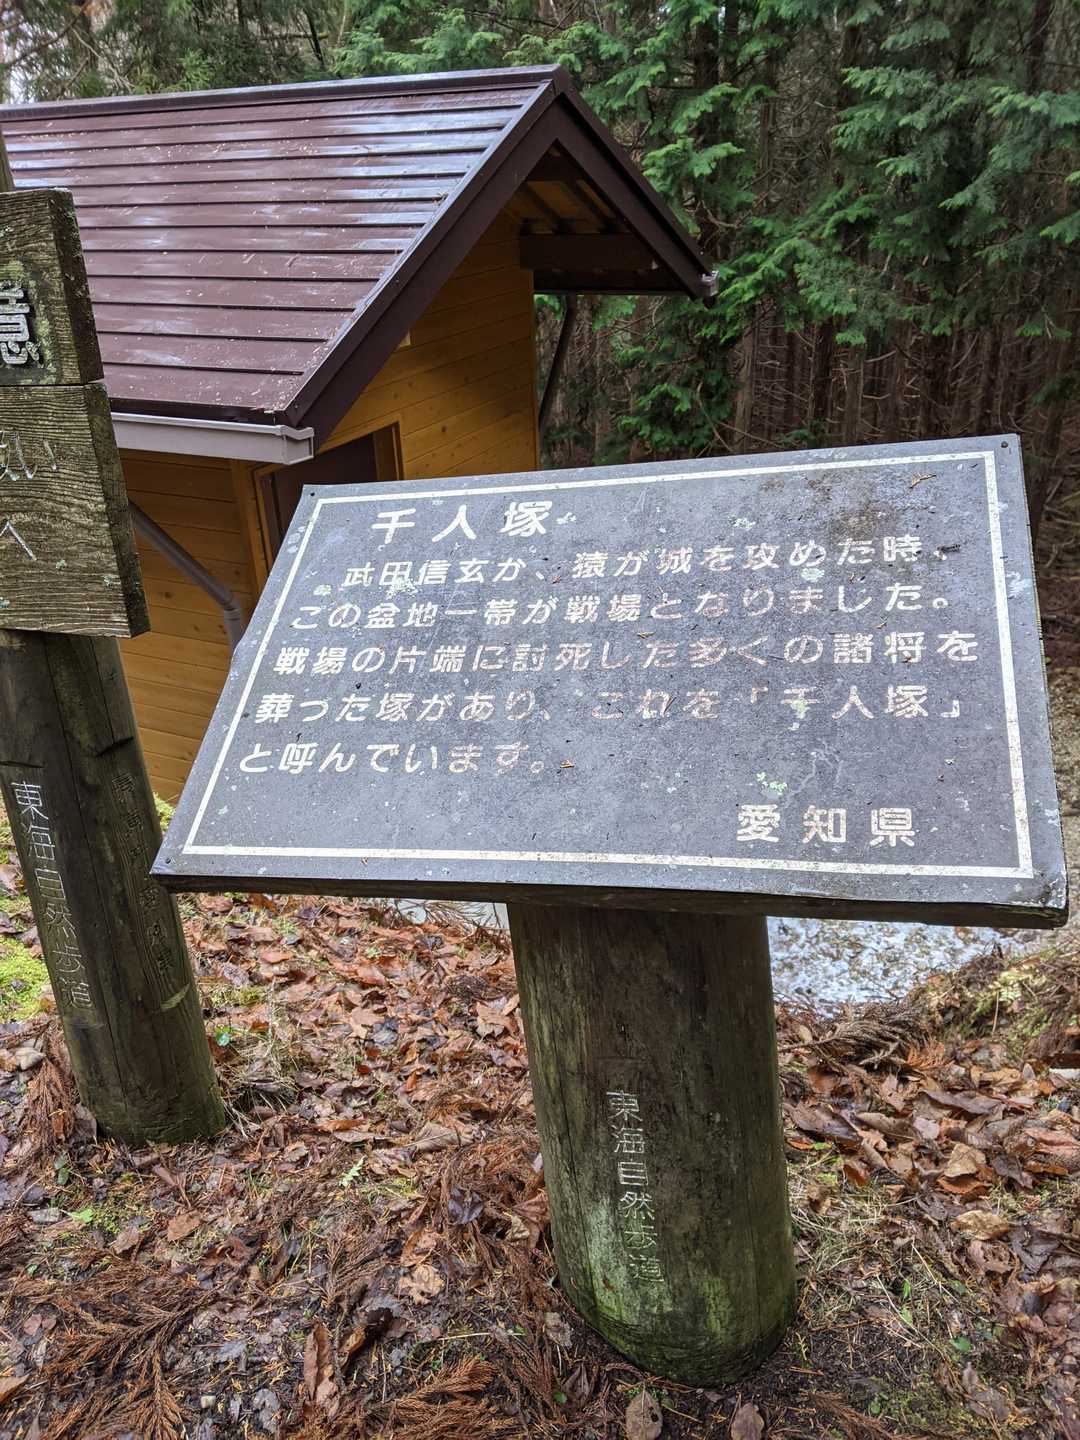 千人塚
武田信玄が、猿が城を攻めた時、
この盆地一帯が戦場となりました。
戦場の片端に討死した多くの諸将を
葬った塚があり、これを「千人塚」
と呼んでいます。
愛知県
東海自然歩道
意
へ
東海自然歩道